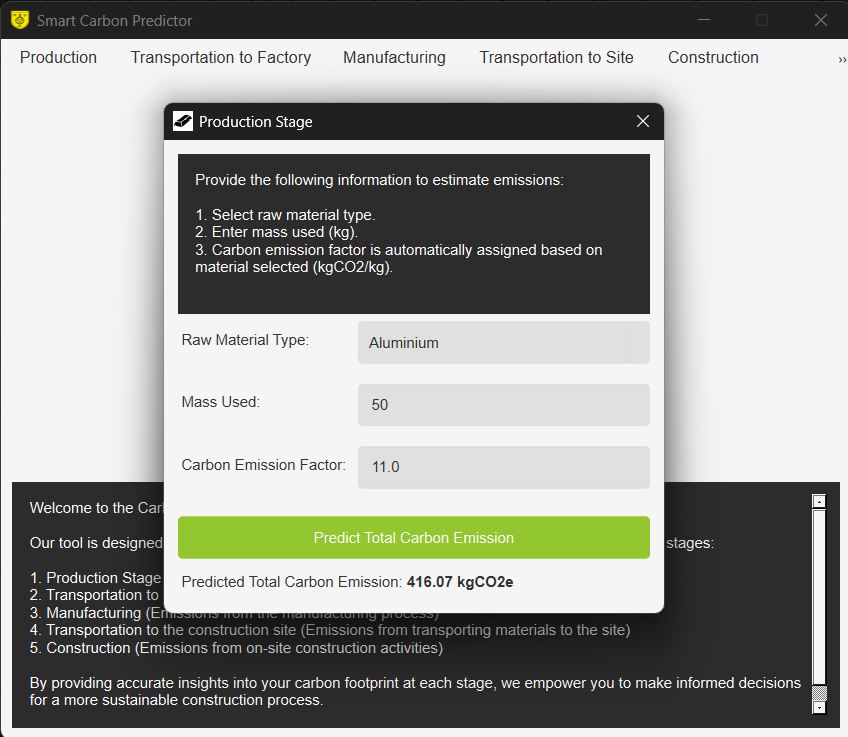 Smart Carbon Predictor
Production Transportation to Factory Manufacturing Transportation to Site Construction ››
Production Stage
Provide the following information to estimate emissions:
1. Select raw material type.
2. Enter mass used (kg).
3. Carbon emission factor is automatically assigned based on
material selected (kgCO2/kg).
Raw Material Type: Aluminium
Mass Used: 50
Carbon Emission Factor: 11.0
Predict Total Carbon Emission
Predicted Total Carbon Emission: 416.07 kgCO2e
Welcome to the
Our tool is designed stages:
1. Production Stage
2. Transportation to
3. Manufacturing (Emissions from the manufacturing process)
4. Transportation to the construction site (Emissions from transporting materials to the site)
5. Construction (Emissions from on-site construction activities)
By providing accurate insights into your carbon footprint at each stage, we empower you to make informed decisions
for a more sustainable construction process.